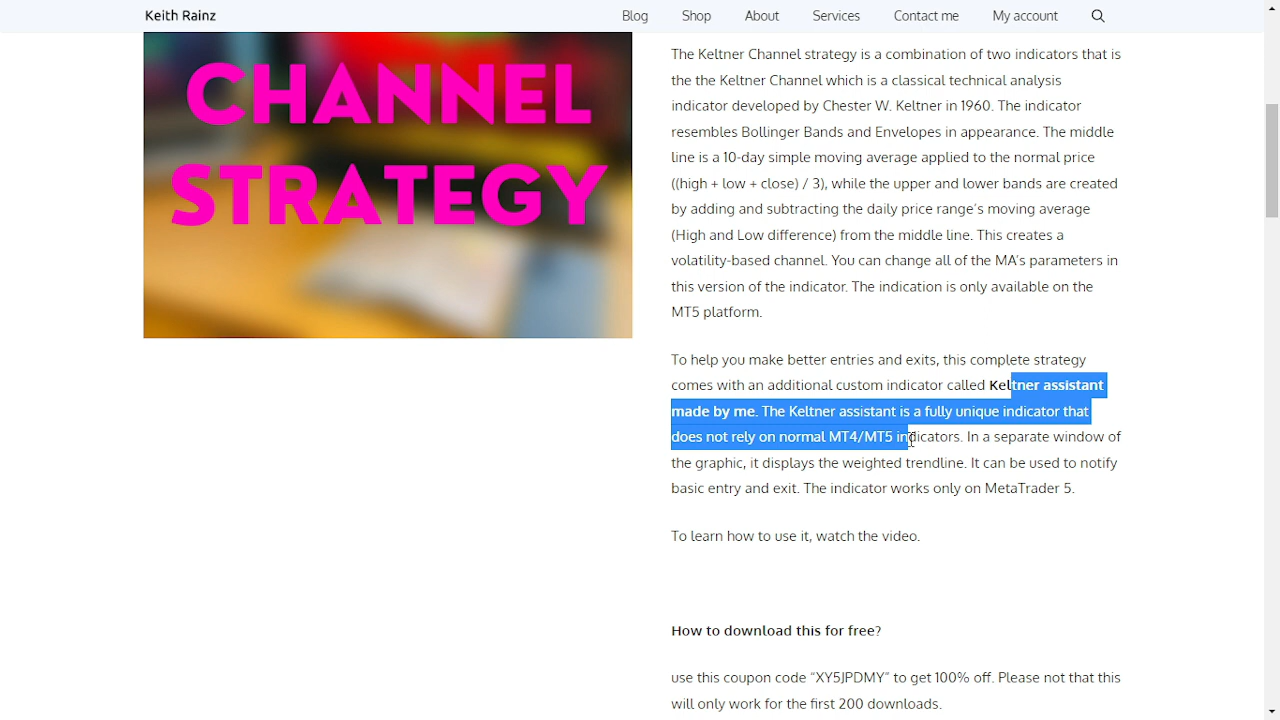 Keith Rainz
Blog Shop About Services Contact me My account
CHANNEL
STRATEGY
The Keltner Channel strategy is a combination of two indicators that is
the the Keltner Channel which is a classical technical analysis
indicator developed by Chester W. Keltner in 1960. The indicator
resembles Bollinger Bands and Envelopes in appearance. The middle
line is a 10-day simple moving average applied to the normal price
((high + low + close) / 3), while the upper and lower bands are created
by adding and subtracting the daily price range’s moving average
(High and Low difference) from the middle line. This creates a
volatility-based channel. You can change all of the MA’s parameters in
this version of the indicator. The indication is only available on the
MT5 platform.
To help you make better entries and exits, this complete strategy
comes with an additional custom indicator called Keltner assistant
made by me. The Keltner assistant is a fully unique indicator that
does not rely on normal MT4/MT5 indicators. In a separate window of
the graphic, it displays the weighted trendline. It can be used to notify
basic entry and exit. The indicator works only on MetaTrader 5.
To learn how to use it, watch the video.
How to download this for free?
use this coupon code “XY5JPDMY” to get 100% off. Please not that this
will only work for the first 200 downloads.